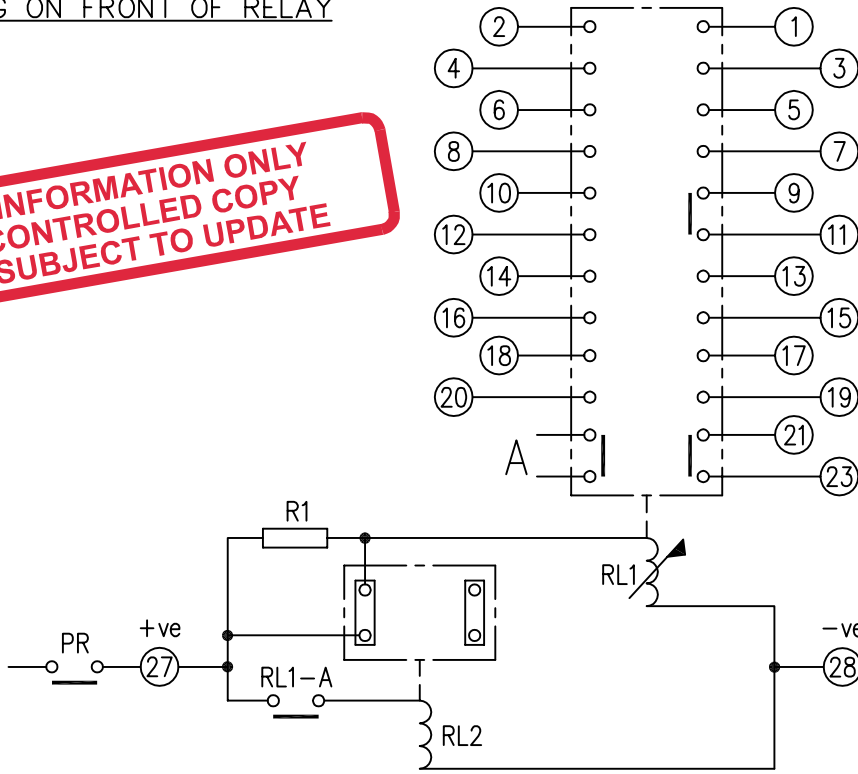 ON FRONT OF RELAY
INFORMATION ONLY
CONTROLLED COPY
SUBJECT TO UPDATE
2
1
4
3
6
5
8
7
10
9
12
11
14
13
16
15
18
17
20
19
A
21
23
R1
RL1
PR
+ve
27
RL1-A
RL2
-ve
28